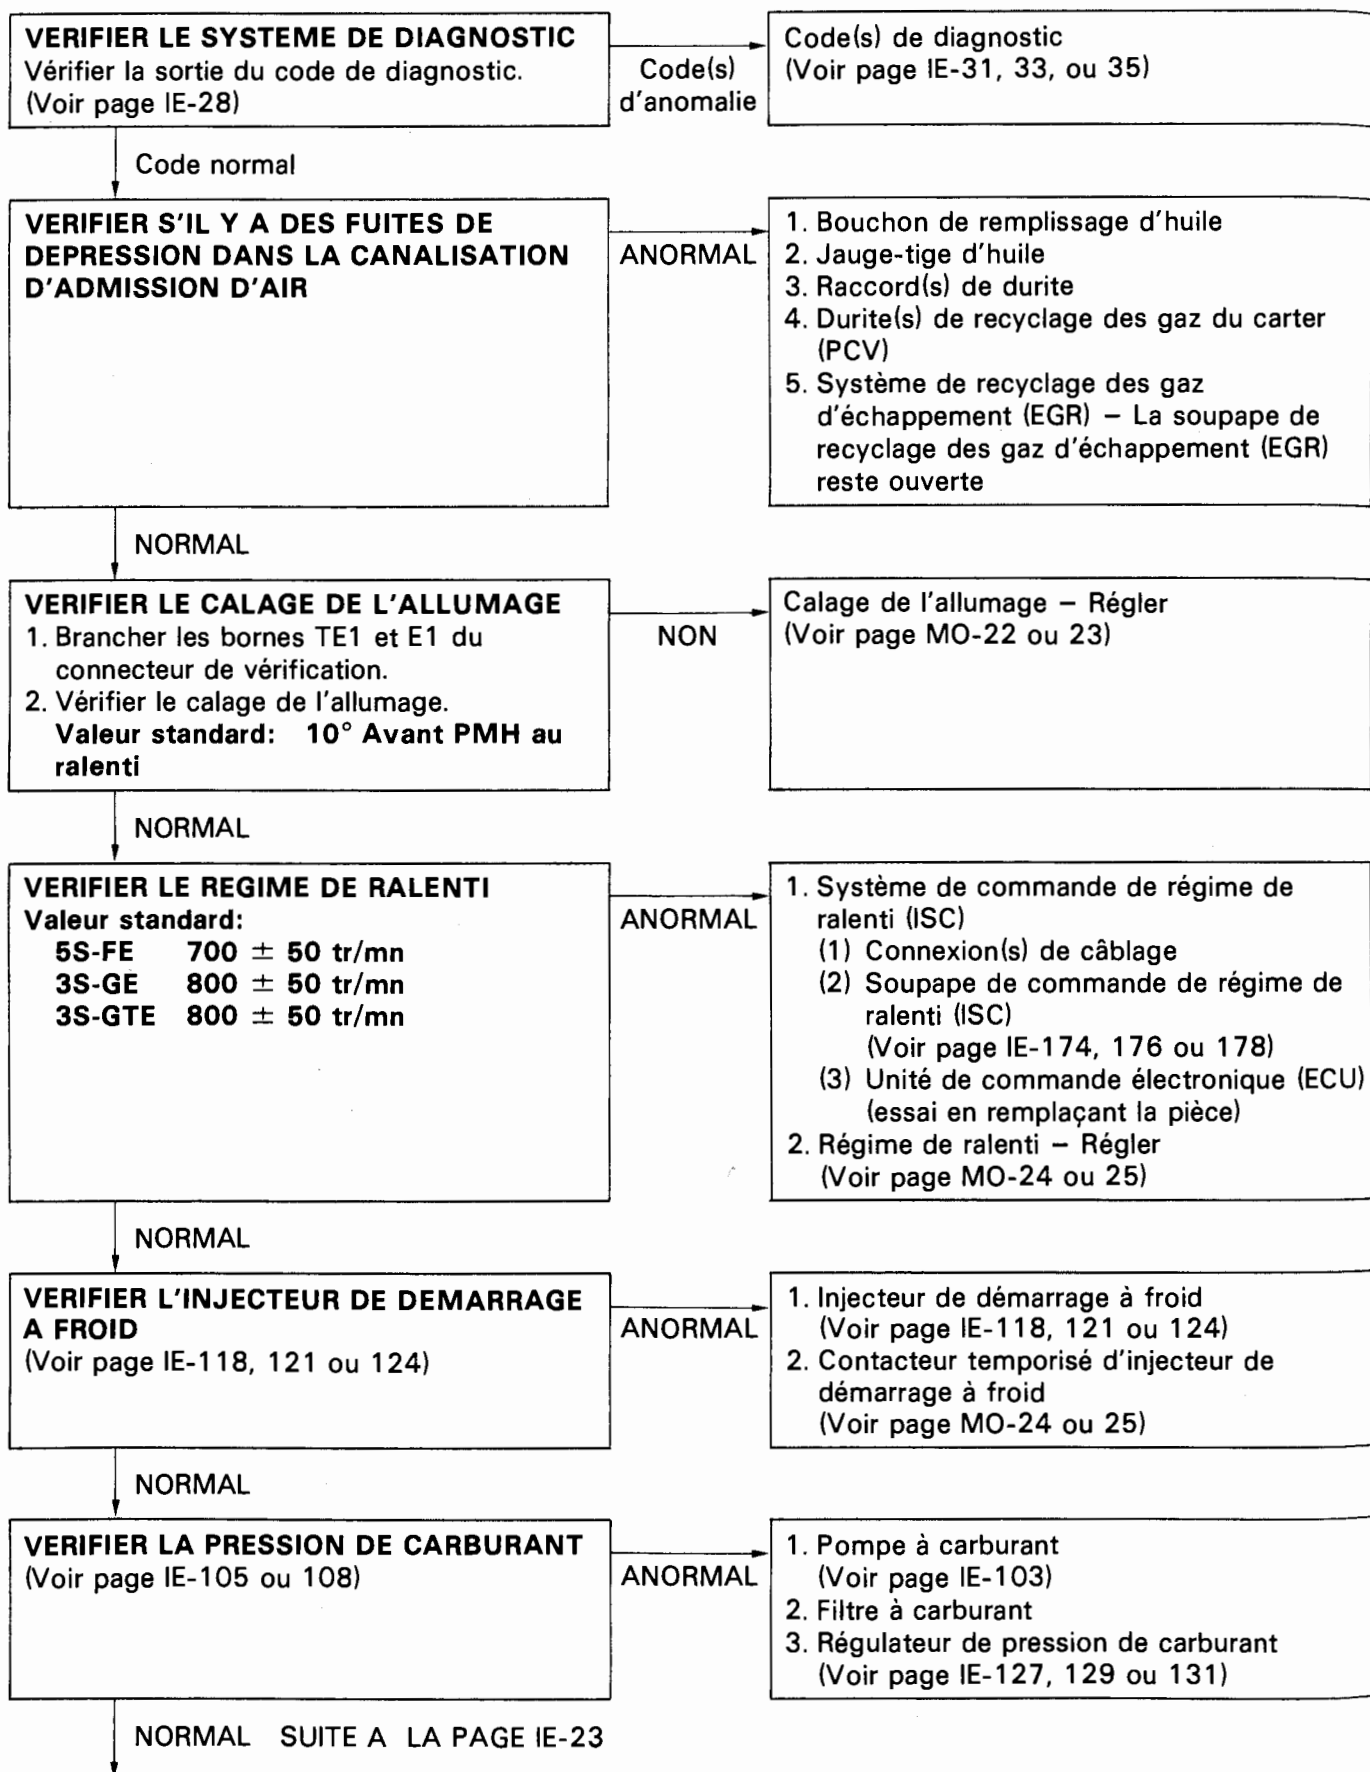 VERIFIER LE SYSTEME DE DIAGNOSTIC
Vérifier la sortie du code de diagnostic.
(Voir page IE-28)
Code(s)
d'anomalie
Code(s) de diagnostic
(Voir page IE-31, 33, ou 35)
Code normal
VERIFIER S'IL Y A DES FUITES DE
DEPRESSION DANS LA CANALISATION
D'ADMISSION D'AIR
ANORMAL
1. Bouchon de remplissage d'huile
2. Jauge-tige d'huile
3. Raccord(s) de durite
4. Durite(s) de recyclage des gaz du carter
(PCV)
5. Système de recyclage des gaz
d'échappement (EGR) – La soupape de
recyclage des gaz d'échappement (EGR)
reste ouverte
NORMAL
VERIFIER LE CALAGE DE L'ALLUMAGE
1. Brancher les bornes TE1 et E1 du
connecteur de vérification.
2. Vérifier le calage de l'allumage.
Valeur standard: 10° Avant PMH au
ralenti
NON
Calage de l'allumage – Régler
(Voir page MO-22 ou 23)
NORMAL
VERIFIER LE REGIME DE RALENTI
Valeur standard:
5S-FE 700 ± 50 tr/mn
3S-GE 800 ± 50 tr/mn
3S-GTE 800 ± 50 tr/mn
ANORMAL
1. Système de commande de régime de
ralenti (ISC)
(1) Connexion(s) de câblage
(2) Soupape de commande de régime de
ralenti (ISC)
(Voir page IE-174, 176 ou 178)
(3) Unité de commande électronique (ECU)
(essai en remplaçant la pièce)
2. Régime de ralenti – Régler
(Voir page MO-24 ou 25)
NORMAL
VERIFIER L'INJECTEUR DE DEMARRAGE
A FROID
(Voir page IE-118, 121 ou 124)
ANORMAL
1. Injecteur de démarrage à froid
(Voir page IE-118, 121 ou 124)
2. Contacteur temporisé d'injecteur de
démarrage à froid
(Voir page MO-24 ou 25)
NORMAL
VERIFIER LA PRESSION DE CARBURANT
(Voir page IE-105 ou 108)
ANORMAL
1. Pompe à carburant
(Voir page IE-103)
2. Filtre à carburant
3. Régulateur de pression de carburant
(Voir page IE-127, 129 ou 131)
NORMAL SUITE A LA PAGE IE-23